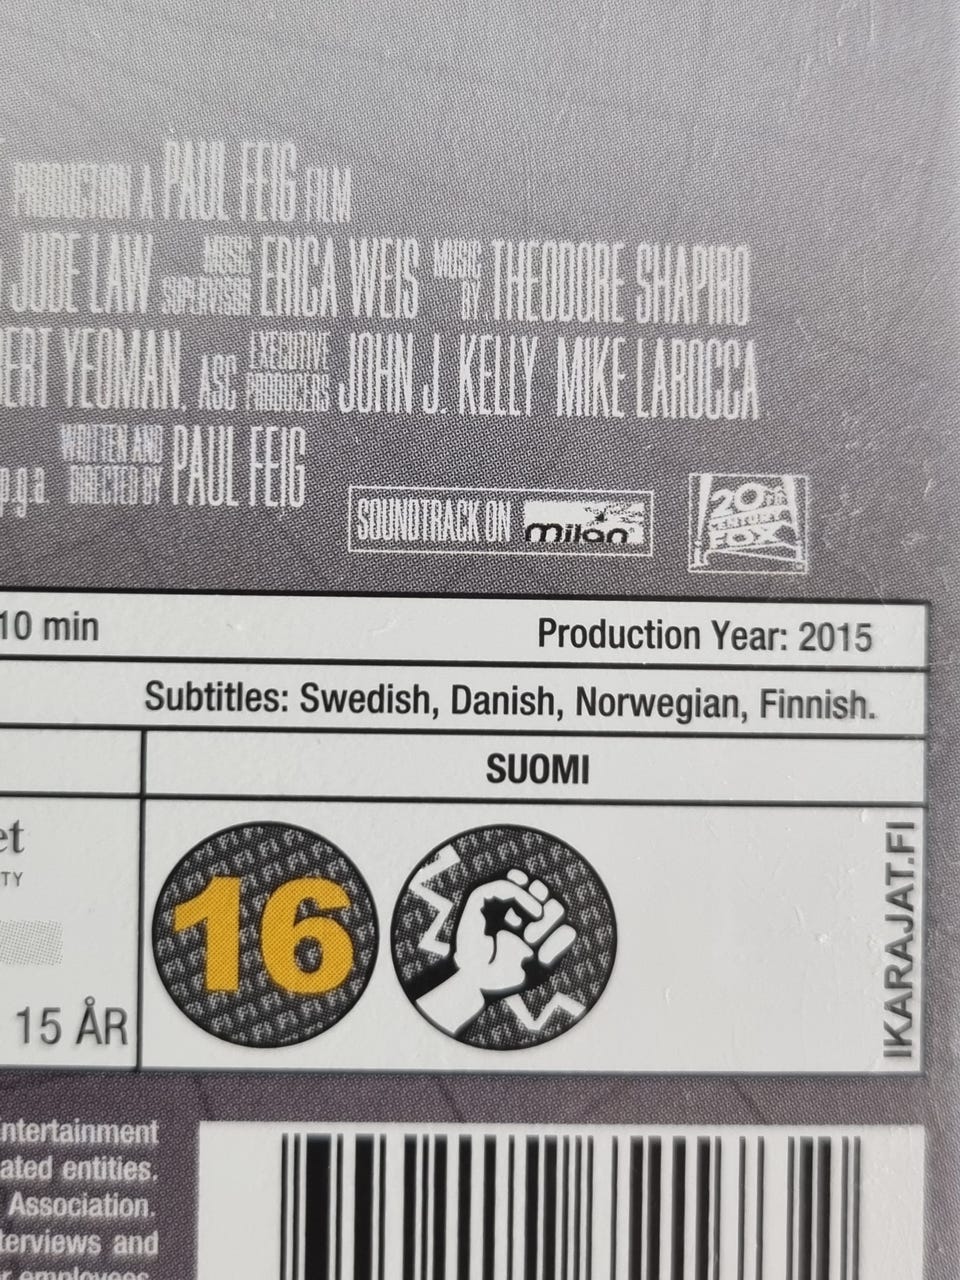 PRODUCTION A PAUL FEIG FILM
JUDE LAW MUSIC SUPERVISOR ERICA WEIS MUSIC BY THEODORE SHAPIRO
ERT YEOMAN, ASC EXECUTIVE PRODUCERS JOHN J. KELLY MIKE LAROCCA
p.g.a. WRITTEN AND DIRECTED BY PAUL FEIG
SOUNDTRACK ON milan
20TH CENTURY FOX
10 min Production Year: 2015
Subtitles: Swedish, Danish, Norwegian, Finnish.
SUOMI
et
TY
15 ÅR
16
IKARAJAT.FI
ntertainment
ated entities.
Association.
terviews and
r employees